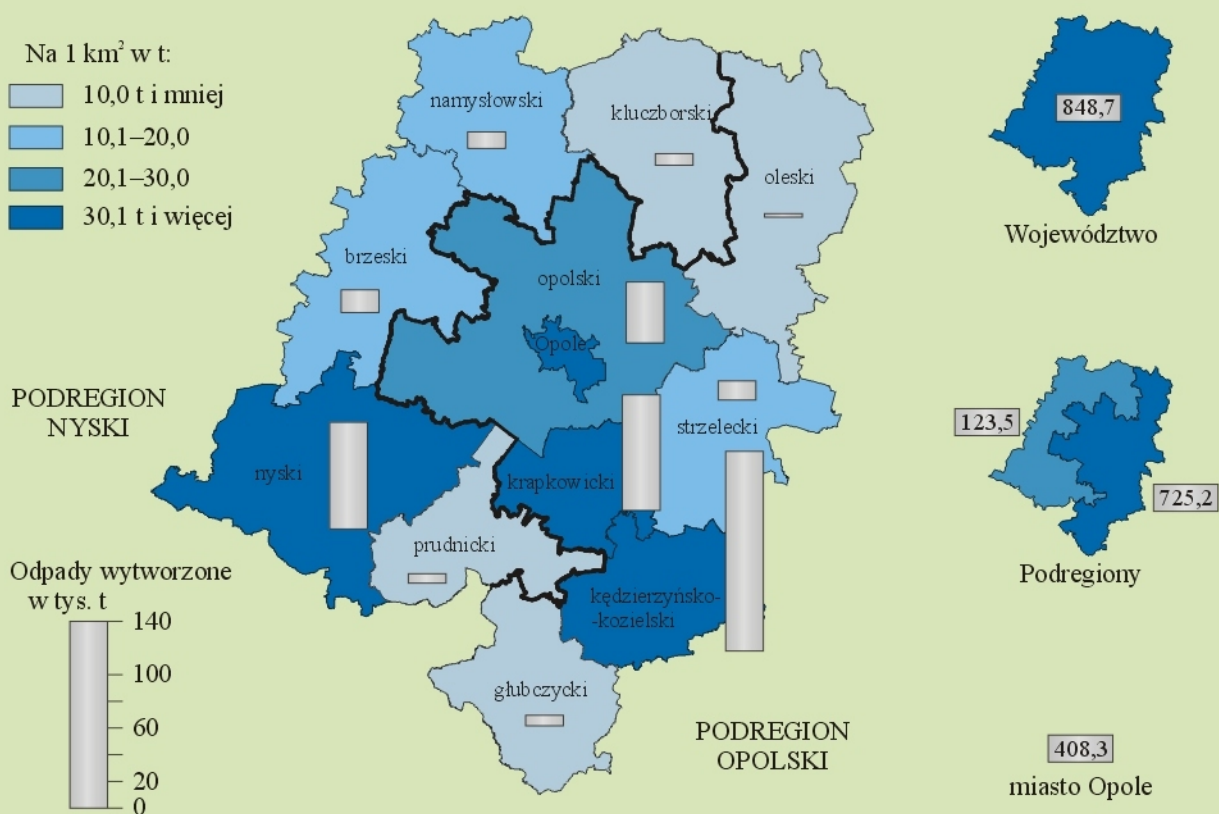 Na 1 km² w t:
10,0 t i mniej
10,1–20,0
20,1–30,0
30,1 t i więcej
namysłowski
kluczborski
oleski
brzeski
opolski
Opole
strzelecki
nyski
krapkowicki
prudnicki
kędzierzyńsko-
-kozielski
głubczycki
PODREGION
NYSKI
PODREGION
OPOLSKI
Odpady wytworzone
w tys. t
140
100
60
20
0
848,7
Województwo
123,5
725,2
Podregiony
408,3
miasto Opole